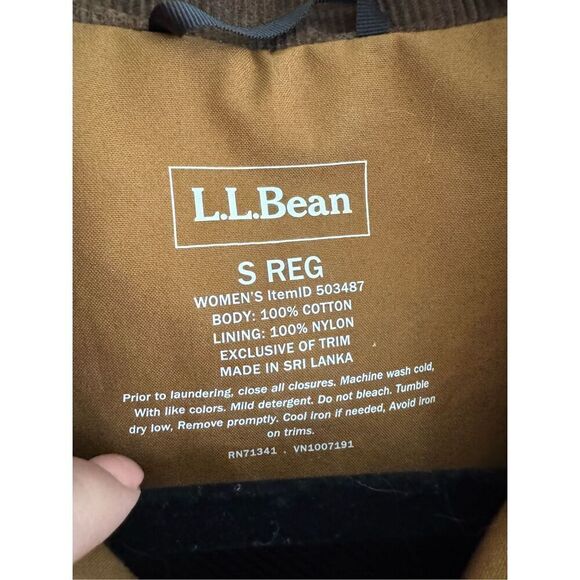 L.L.Bean
S REG
WOMEN'S ItemID 503487
BODY: 100% COTTON
LINING: 100% NYLON
EXCLUSIVE OF TRIM
MADE IN SRI LANKA
Prior to laundering, close all closures. Machine wash cold,
With like colors. Mild detergent. Do not bleach. Tumble
dry low, Remove promptly. Cool iron if needed, Avoid iron
on trims.
RN71341 . VN1007191